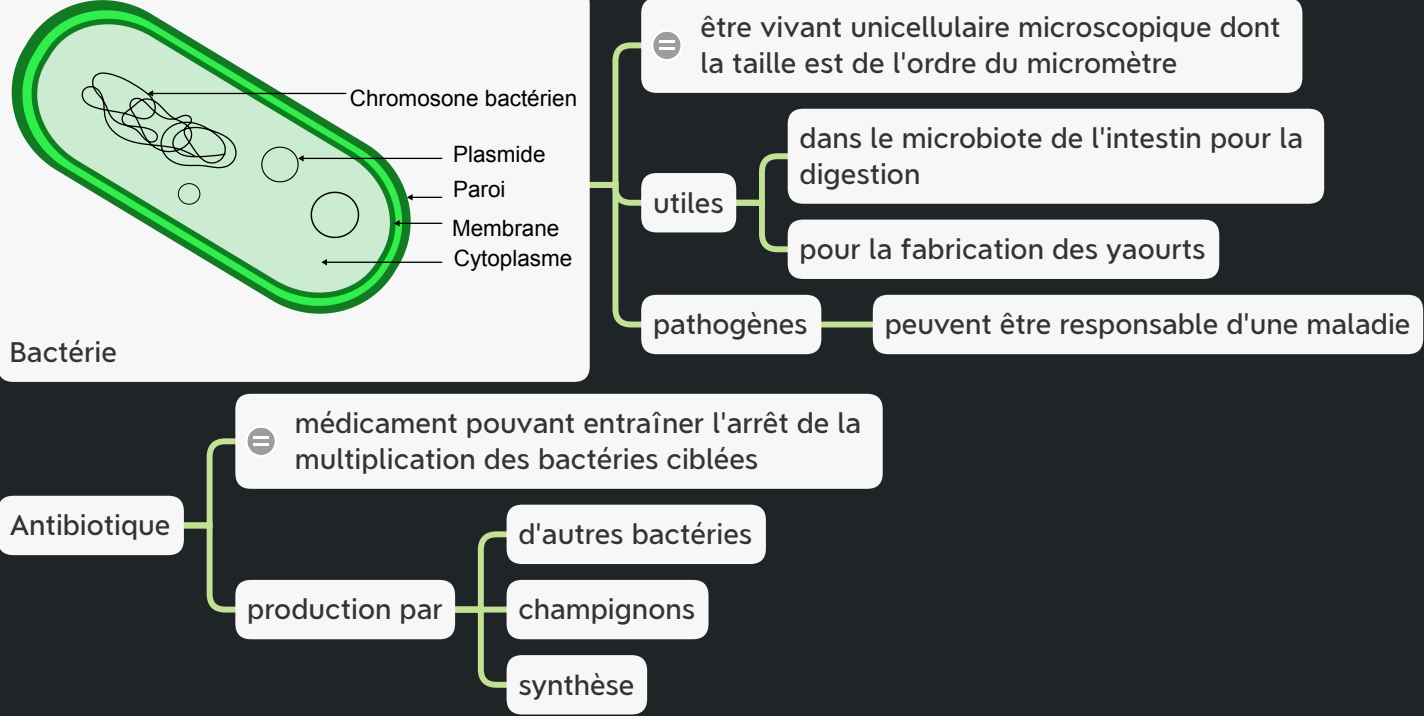 Chromosone bactérien
Plasmide
Paroi
Membrane
Cytoplasme
Bactérie
être vivant unicellulaire microscopique dont
la taille est de l'ordre du micromètre
utiles
dans le microbiote de l'intestin pour la
digestion
pour la fabrication des yaourts
pathogènes
peuvent être responsable d'une maladie
Antibiotique
médicament pouvant entraîner l'arrêt de la
multiplication des bactéries ciblées
production par
d'autres bactéries
champignons
synthèse